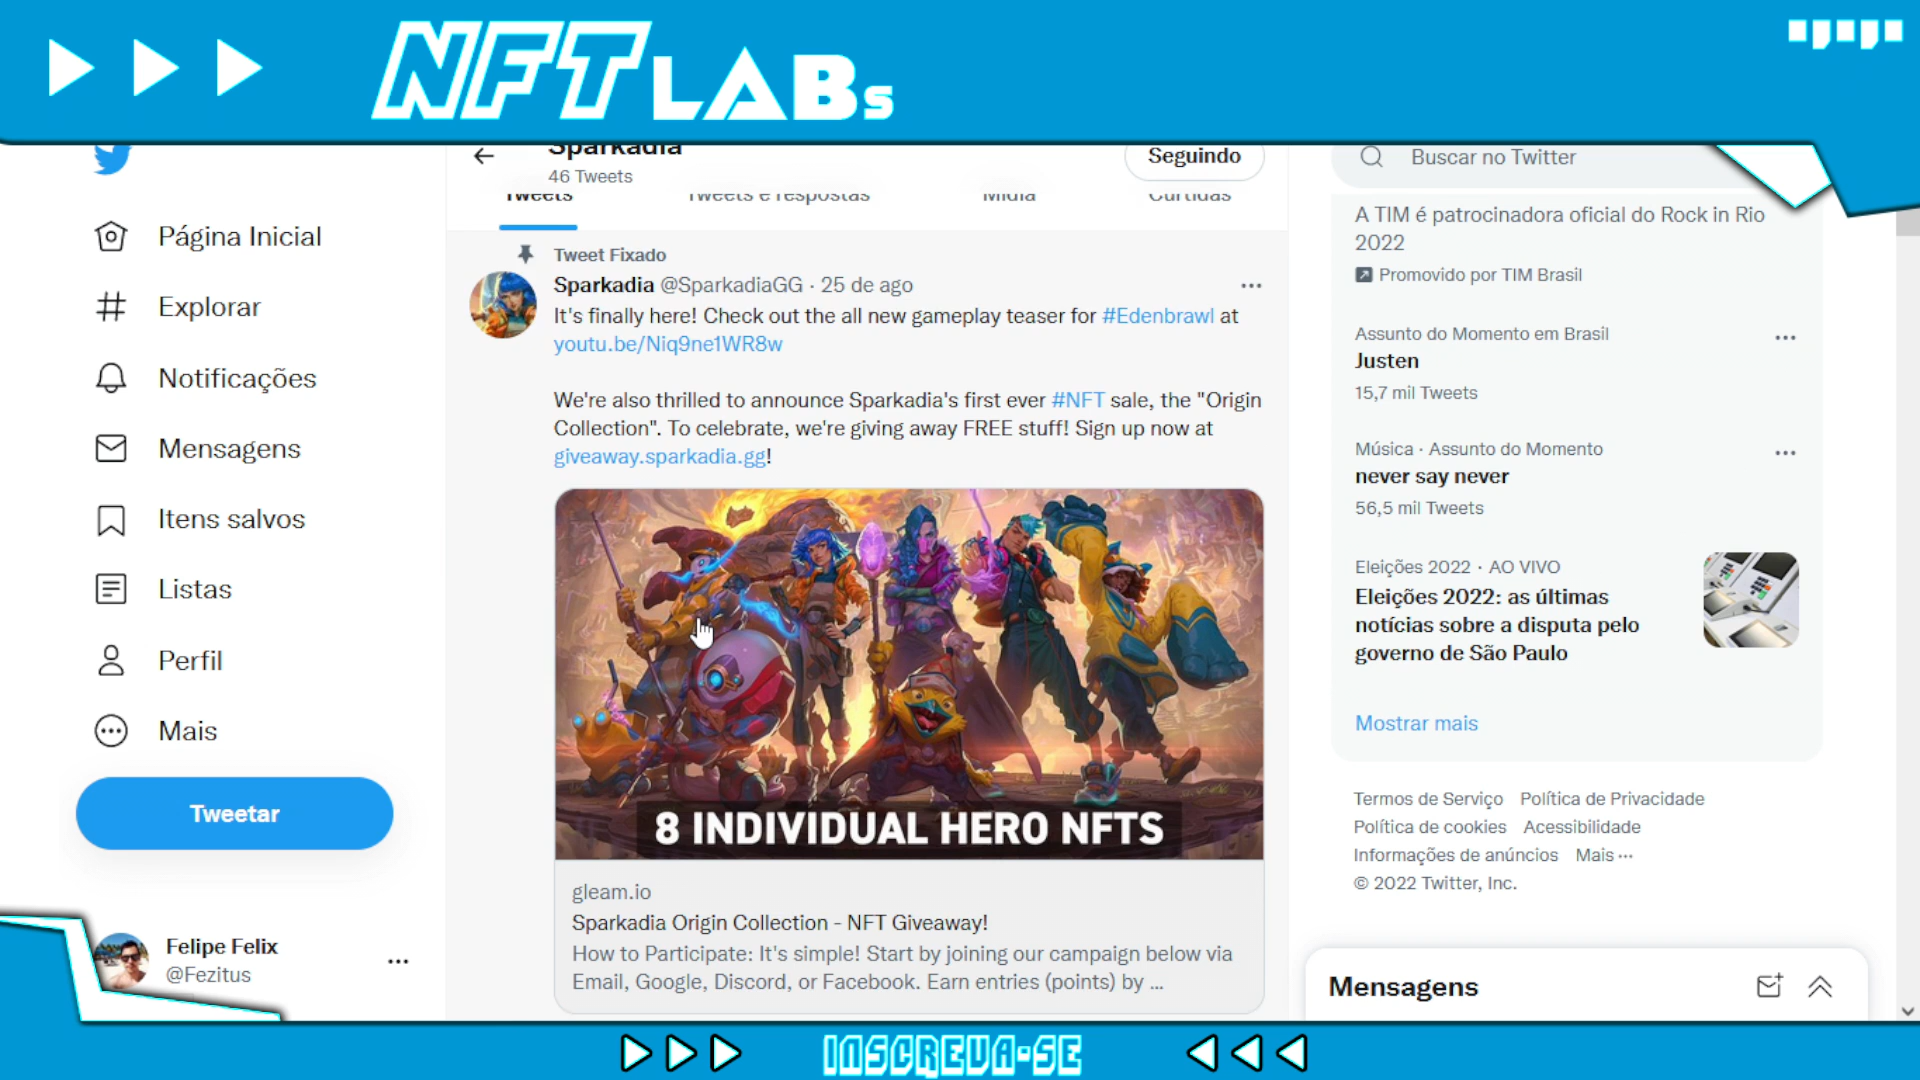 NFT LABs
Sparkadia
46 Tweets
Seguindo
Buscar no Twitter
Tweets
Tweets e respostas
Mídia
Curtidas
Página Inicial
Explorar
Notificações
Mensagens
Itens salvos
Listas
Perfil
Mais
Tweetar
Felipe Felix
@Fezitus
Tweet Fixado
Sparkadia @SparkadiaGG · 25 de ago
It's finally here! Check out the all new gameplay teaser for #Edenbrawl at
youtu.be/Niq9ne1WR8w
We're also thrilled to announce Sparkadia's first ever #NFT sale, the "Origin
Collection". To celebrate, we're giving away FREE stuff! Sign up now at
giveaway.sparkadia.gg!
8 INDIVIDUAL HERO NFTS
gleam.io
Sparkadia Origin Collection - NFT Giveaway!
How to Participate: It's simple! Start by joining our campaign below via
Email, Google, Discord, or Facebook. Earn entries (points) by ...
A TIM é patrocinadora oficial do Rock in Rio
2022
Promovido por TIM Brasil
Assunto do Momento em Brasil
Justen
15,7 mil Tweets
Música · Assunto do Momento
never say never
56,5 mil Tweets
Eleições 2022 · AO VIVO
Eleições 2022: as últimas
notícias sobre a disputa pelo
governo de São Paulo
Mostrar mais
Termos de Serviço Política de Privacidade
Política de cookies Acessibilidade
Informações de anúncios Mais ...
© 2022 Twitter, Inc.
Mensagens
INSCREVA-SE